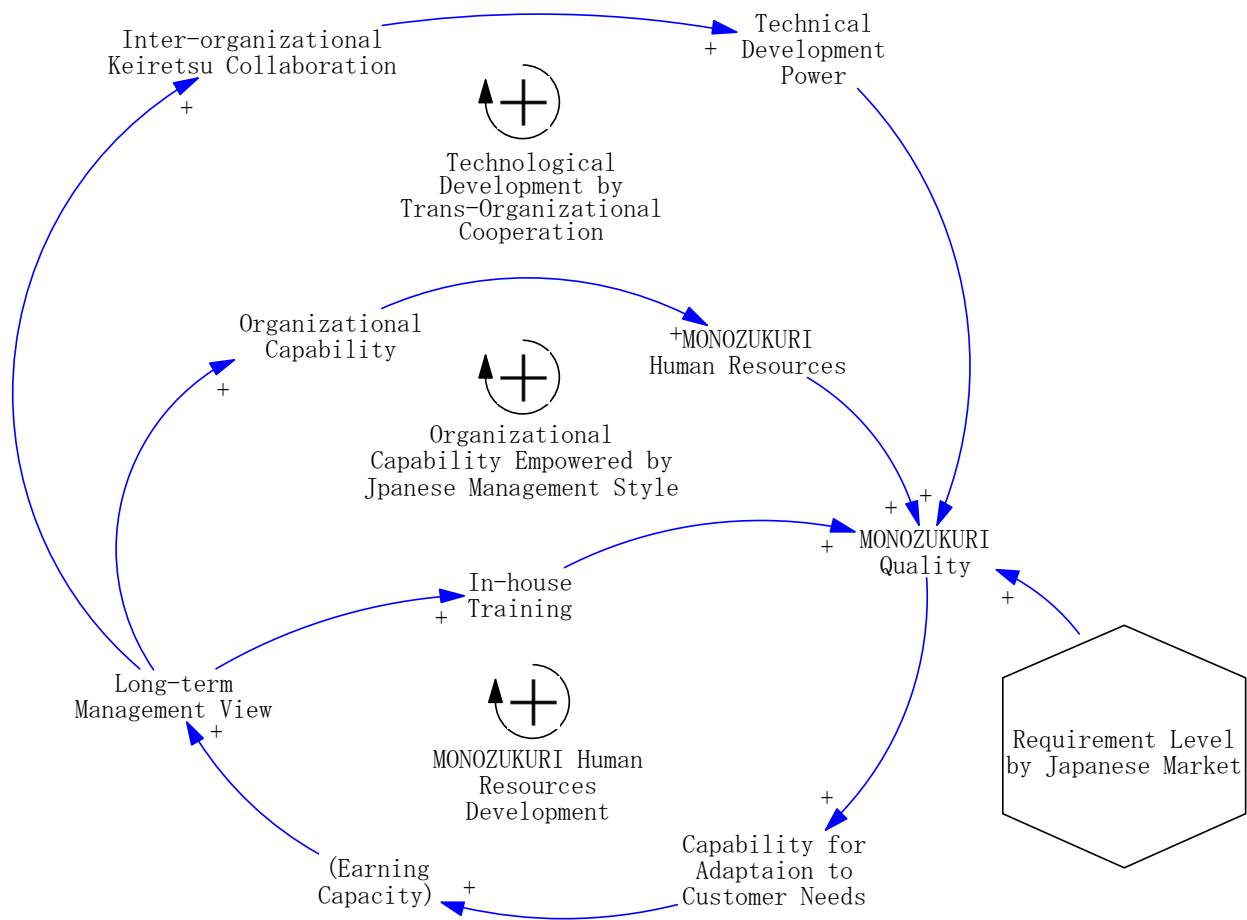 Inter-organizational
Keiretsu Collaboration
+
Technical
Development
Power
+
Technological
Development by
Trans-Organizational
Cooperation
Organizational
Capability
+
+MONOZUKURI
Human Resources
Organizational
Capability Empowered by
Jpanese Management Style
+
+
MONOZUKURI
Quality
+
+
In-house
Training
+
Long-term
Management View
+
MONOZUKURI Human
Resources
Development
Requirement Level
by Japanese Market
+
Capability for
Adaptaion to
Customer Needs
(Earning
Capacity)
+